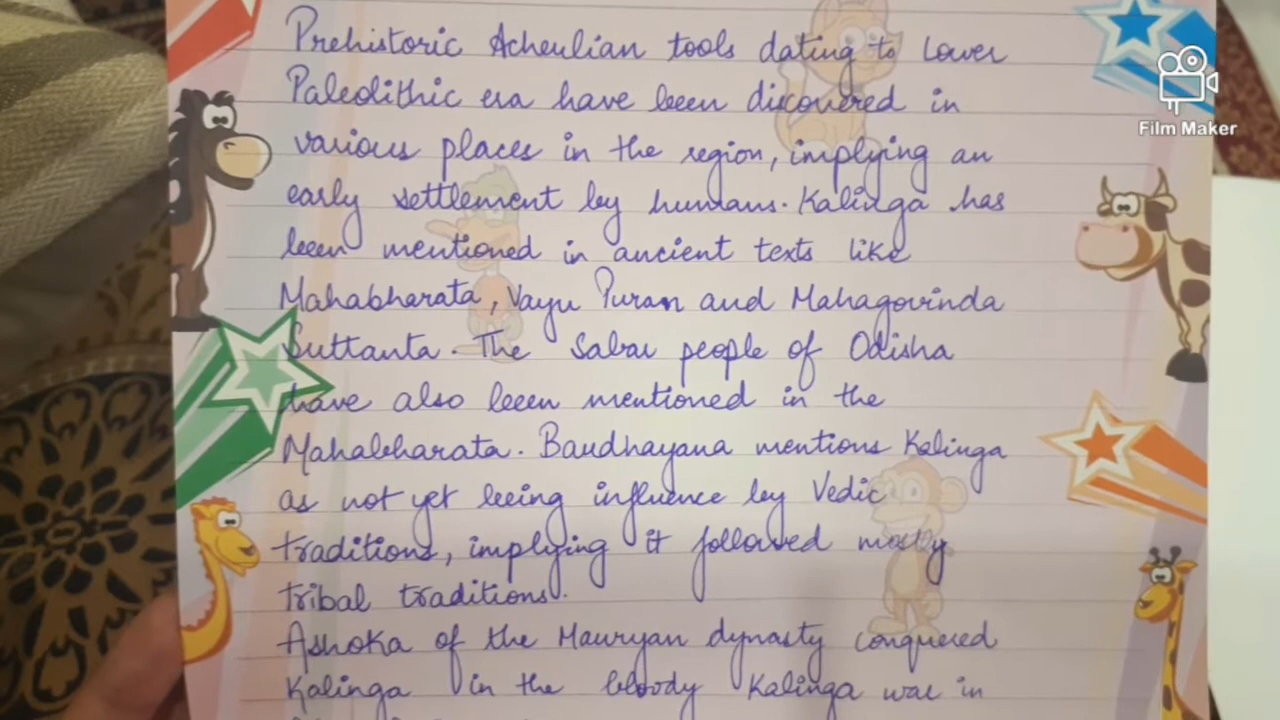 Prehistoric Acheulian tools dating to Lower
Paleolithic era have been discovered in
various places in the region, implying an
early settlement by humans. Kalinga has
been mentioned in ancient texts like
Mahabharata, Vayu Puran and Mahagovinda
Suttanta. The Sabar people of Odisha
have also been mentioned in the
Mahabharata. Baudhayana mentions Kalinga
as not yet being influence by Vedic
traditions, implying it followed mostly
tribal traditions.
Ashoka of the Mauryan dynasty conquered
Kalinga in the bloody Kalinga war in
Film Maker